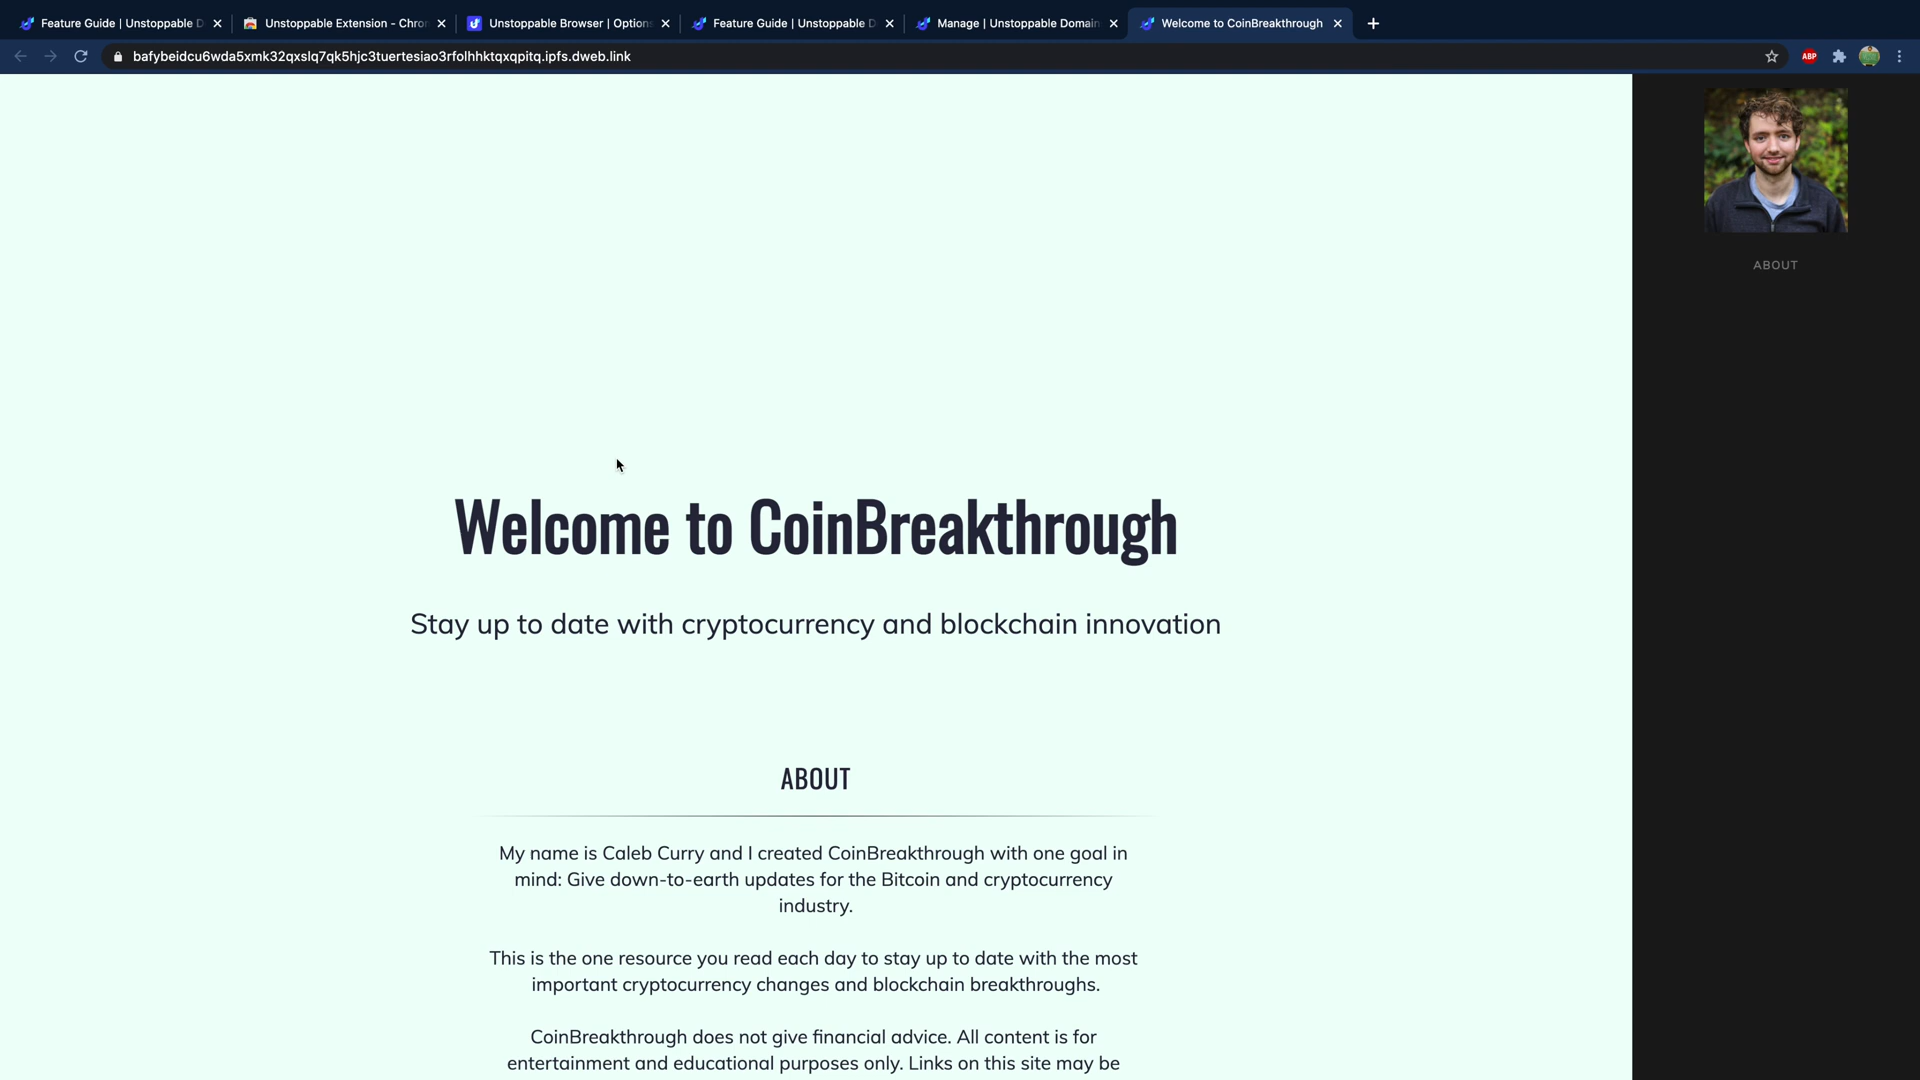 Feature Guide | Unstoppable D
Unstoppable Extension - Chron
Unstoppable Browser | Options
Feature Guide | Unstoppable D
Manage | Unstoppable Domain
Welcome to CoinBreakthrough
bafybeidcu6wda5xmk32qxslq7qk5hjc3tuertesiao3rfolhhktqxqpitq.ipfs.dweb.link
ABP
ABOUT
Welcome to CoinBreakthrough
Stay up to date with cryptocurrency and blockchain innovation
ABOUT
My name is Caleb Curry and I created CoinBreakthrough with one goal in
mind: Give down-to-earth updates for the Bitcoin and cryptocurrency
industry.
This is the one resource you read each day to stay up to date with the most
important cryptocurrency changes and blockchain breakthroughs.
CoinBreakthrough does not give financial advice. All content is for
entertainment and educational purposes only. Links on this site may be